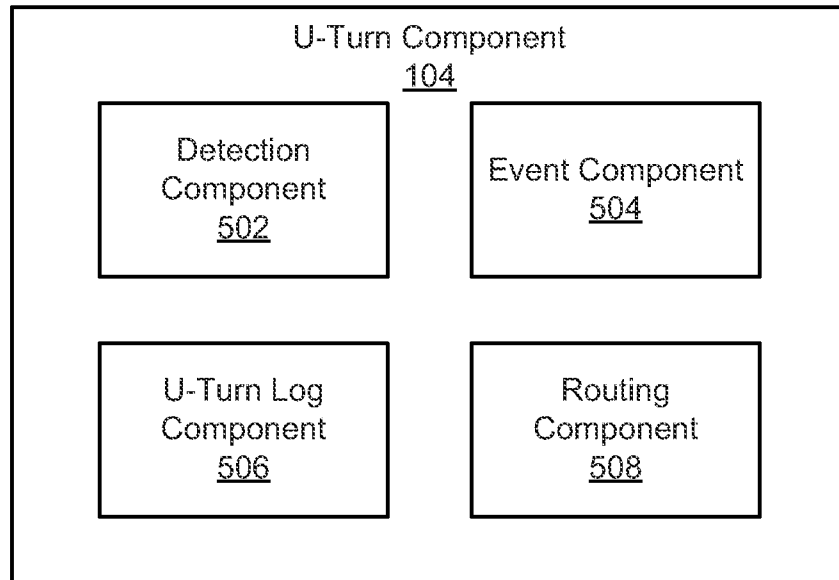 U-Turn Component
104
Detection
Component
502
Event Component
504
U-Turn Log
Component
506
Routing
Component
508